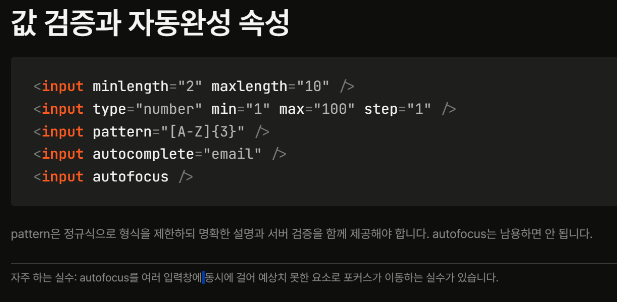 값 검증과 자동완성 속성
<input minlength="2" maxlength="10" />
<input type="number" min="1" max="100" step="1" />
<input pattern="[A-Z]{3}" />
<input autocomplete="email" />
<input autofocus />
pattern은 정규식으로 형식을 제한하되 명확한 설명과 서버 검증을 함께 제공해야 합니다. autofocus는 남용하면 안 됩니다.
자주 하는 실수: autofocus를 여러 입력창에 동시에 걸어 예상치 못한 요소로 포커스가 이동하는 실수가 있습니다.